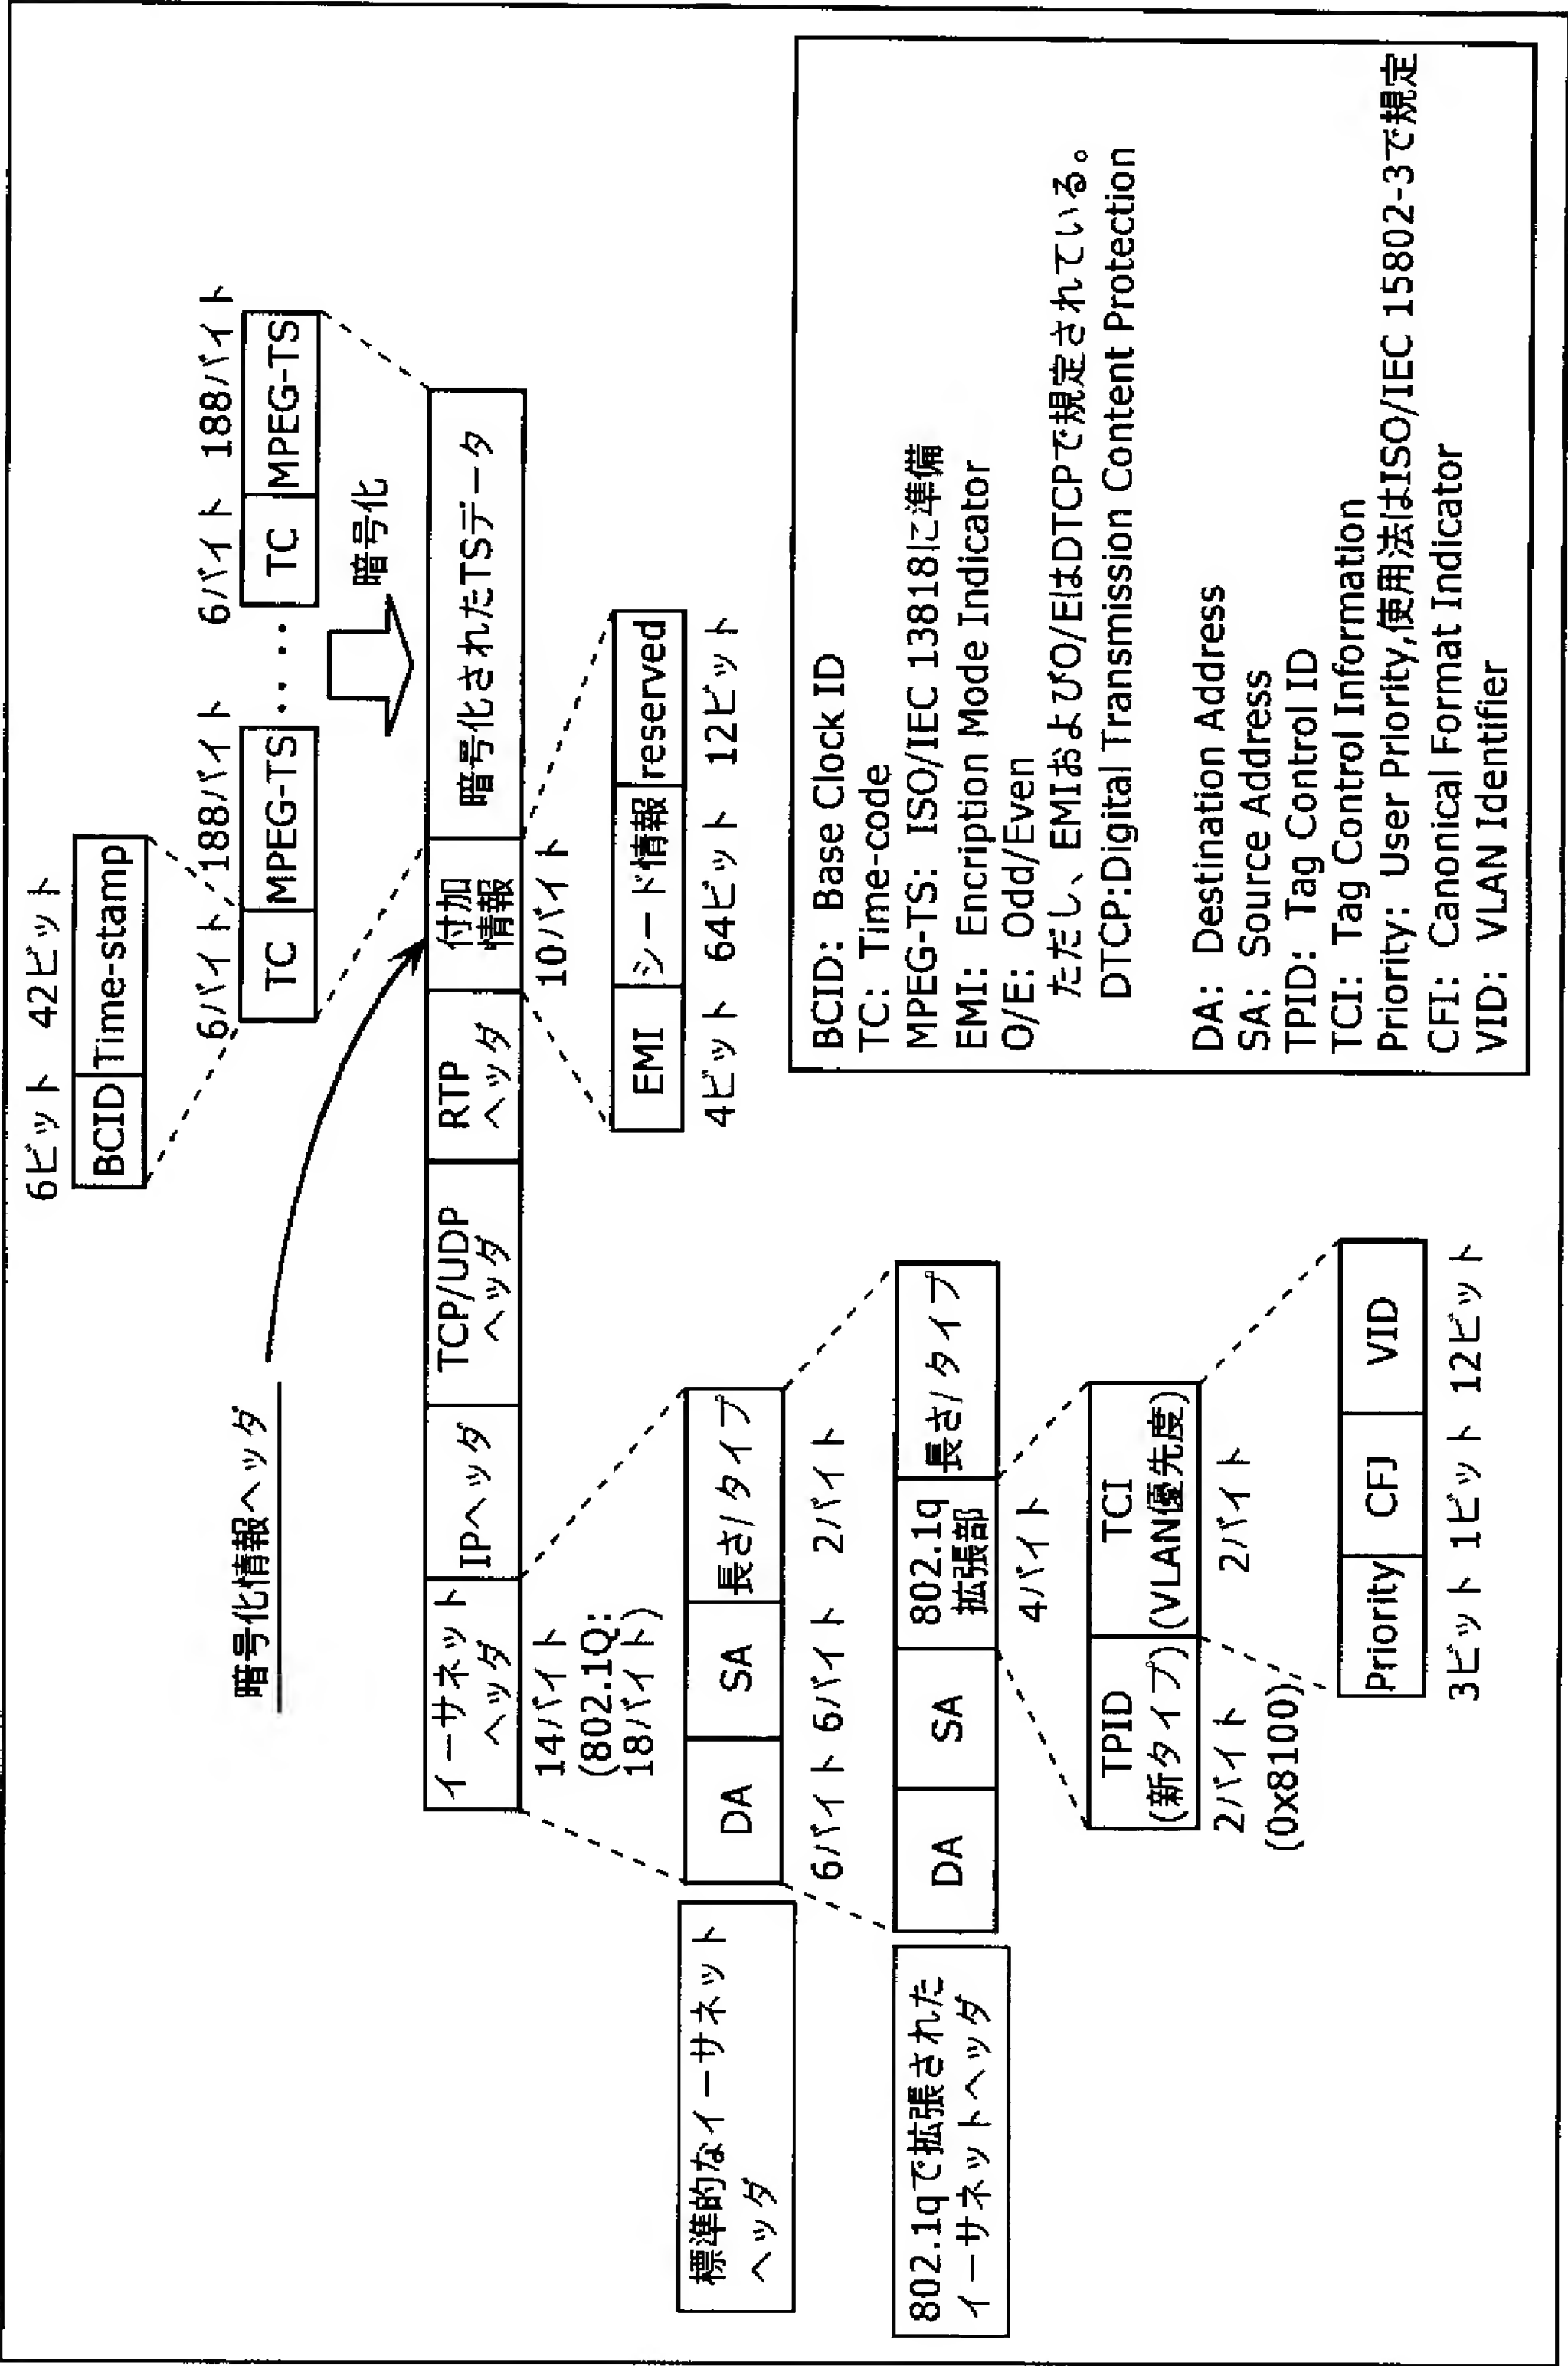 6ビット 42ビット
BCID Time-stamp
6バイト 188バイト 6バイト 188バイト
TC MPEG-TS ····· TC MPEG-TS
暗号化情報ヘッダ
暗号化
イーサネット
ヘッダ
IPヘッダ
TCP/UDP
ヘッダ
RTP
ヘッダ
付加
情報
暗号化されたTSデータ
14バイト
(802.1Q:
18バイト)
10バイト
EMI シード情報 reserved
4ビット 64ビット 12ビット
標準的なイーサネット
ヘッダ
DA SA 長さ/タイプ
6バイト 6バイト 2バイト
802.1qで拡張された
イーサネットヘッダ
DA SA
802.1q
拡張部
長さ/タイプ
4バイト
TPID
(新タイプ)
TCI
(VLAN優先度)
2バイト
(0x8100)
2バイト
Priority CFJ VID
3ビット 1ビット 12ビット
BCID: Base Clock ID
TC: Time-code
MPEG-TS: ISO/IEC 13818に準備
EMI: Encription Mode Indicator
O/E: Odd/Even
ただし、EMIおよびO/EはDTCPで規定されている。
DTCP:Digital Transmission Content Protection
DA: Destination Address
SA: Source Address
TPID: Tag Control ID
TCI: Tag Control Information
Priority: User Priority,使用法はISO/IEC 15802-3で規定
CFI: Canonical Format Indicator
VID: VLAN Identifier